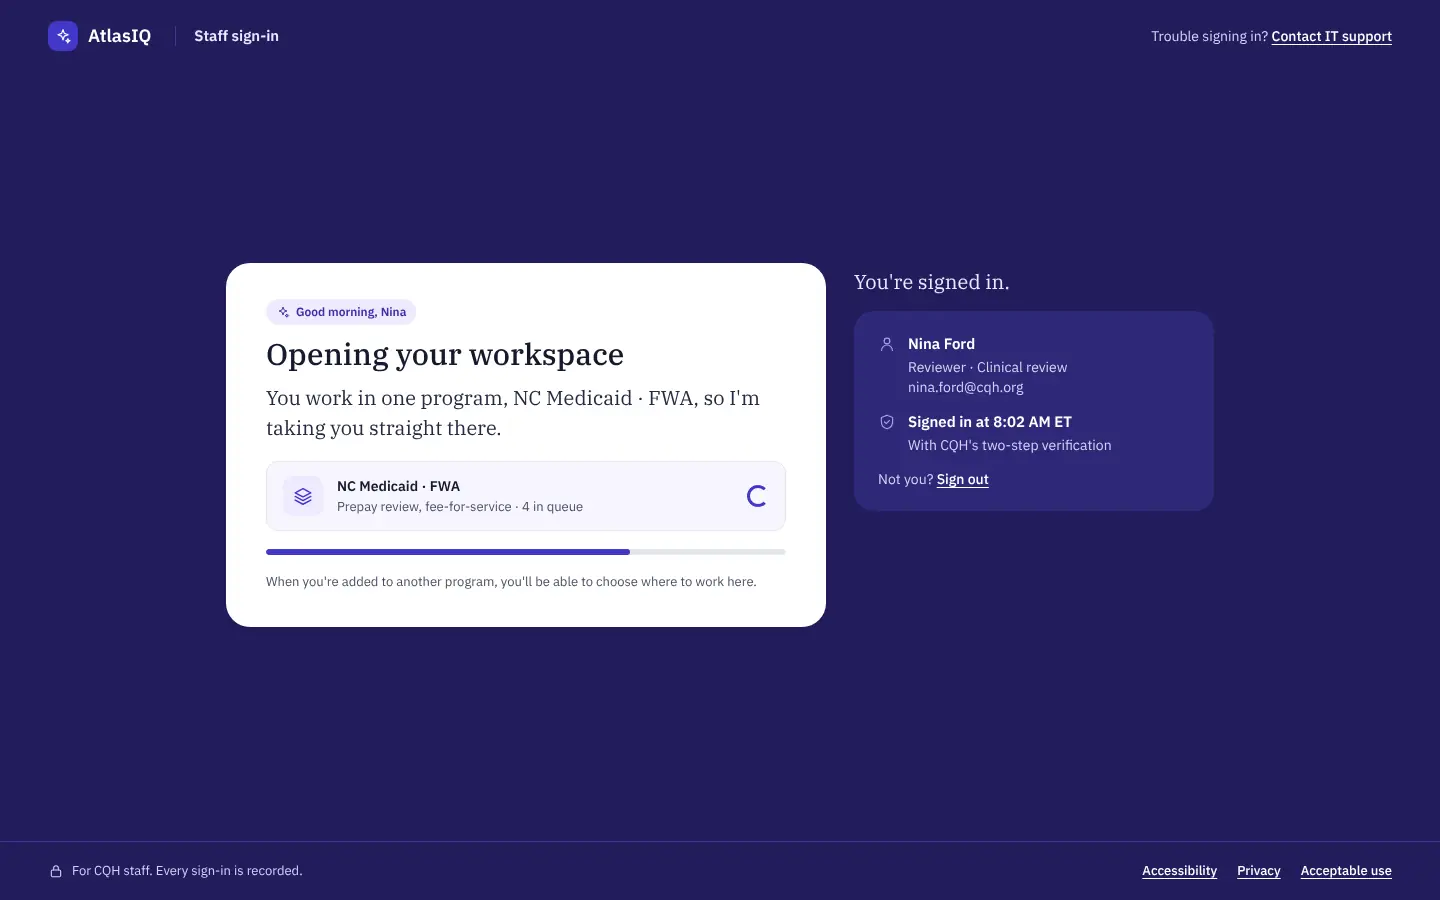 AtlasIQ
Staff sign-in
Trouble signing in? Contact IT support
Good morning, Nina
Opening your workspace
You work in one program, NC Medicaid · FWA, so I'm
taking you straight there.
NC Medicaid · FWA
Prepay review, fee-for-service · 4 in queue
When you're added to another program, you'll be able to choose where to work here.
You're signed in.
Nina Ford
Reviewer · Clinical review
nina.ford@cqh.org
Signed in at 8:02 AM ET
With CQH's two-step verification
Not you? Sign out
For CQH staff. Every sign-in is recorded.
Accessibility
Privacy
Acceptable use